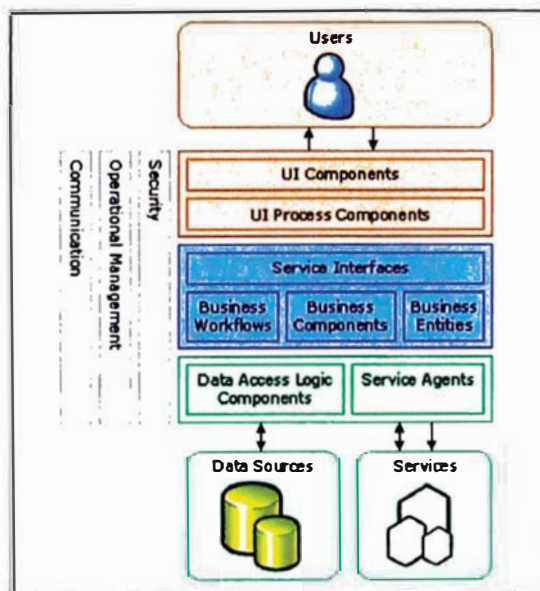 Users
UI Components
UI Process Components
Service Interfaces
Business
Workflows
Business
Components
Business
Entities
Data Access Logic
Components
Service Agents
Data Sources
Services
Security
Operational Management
Communication